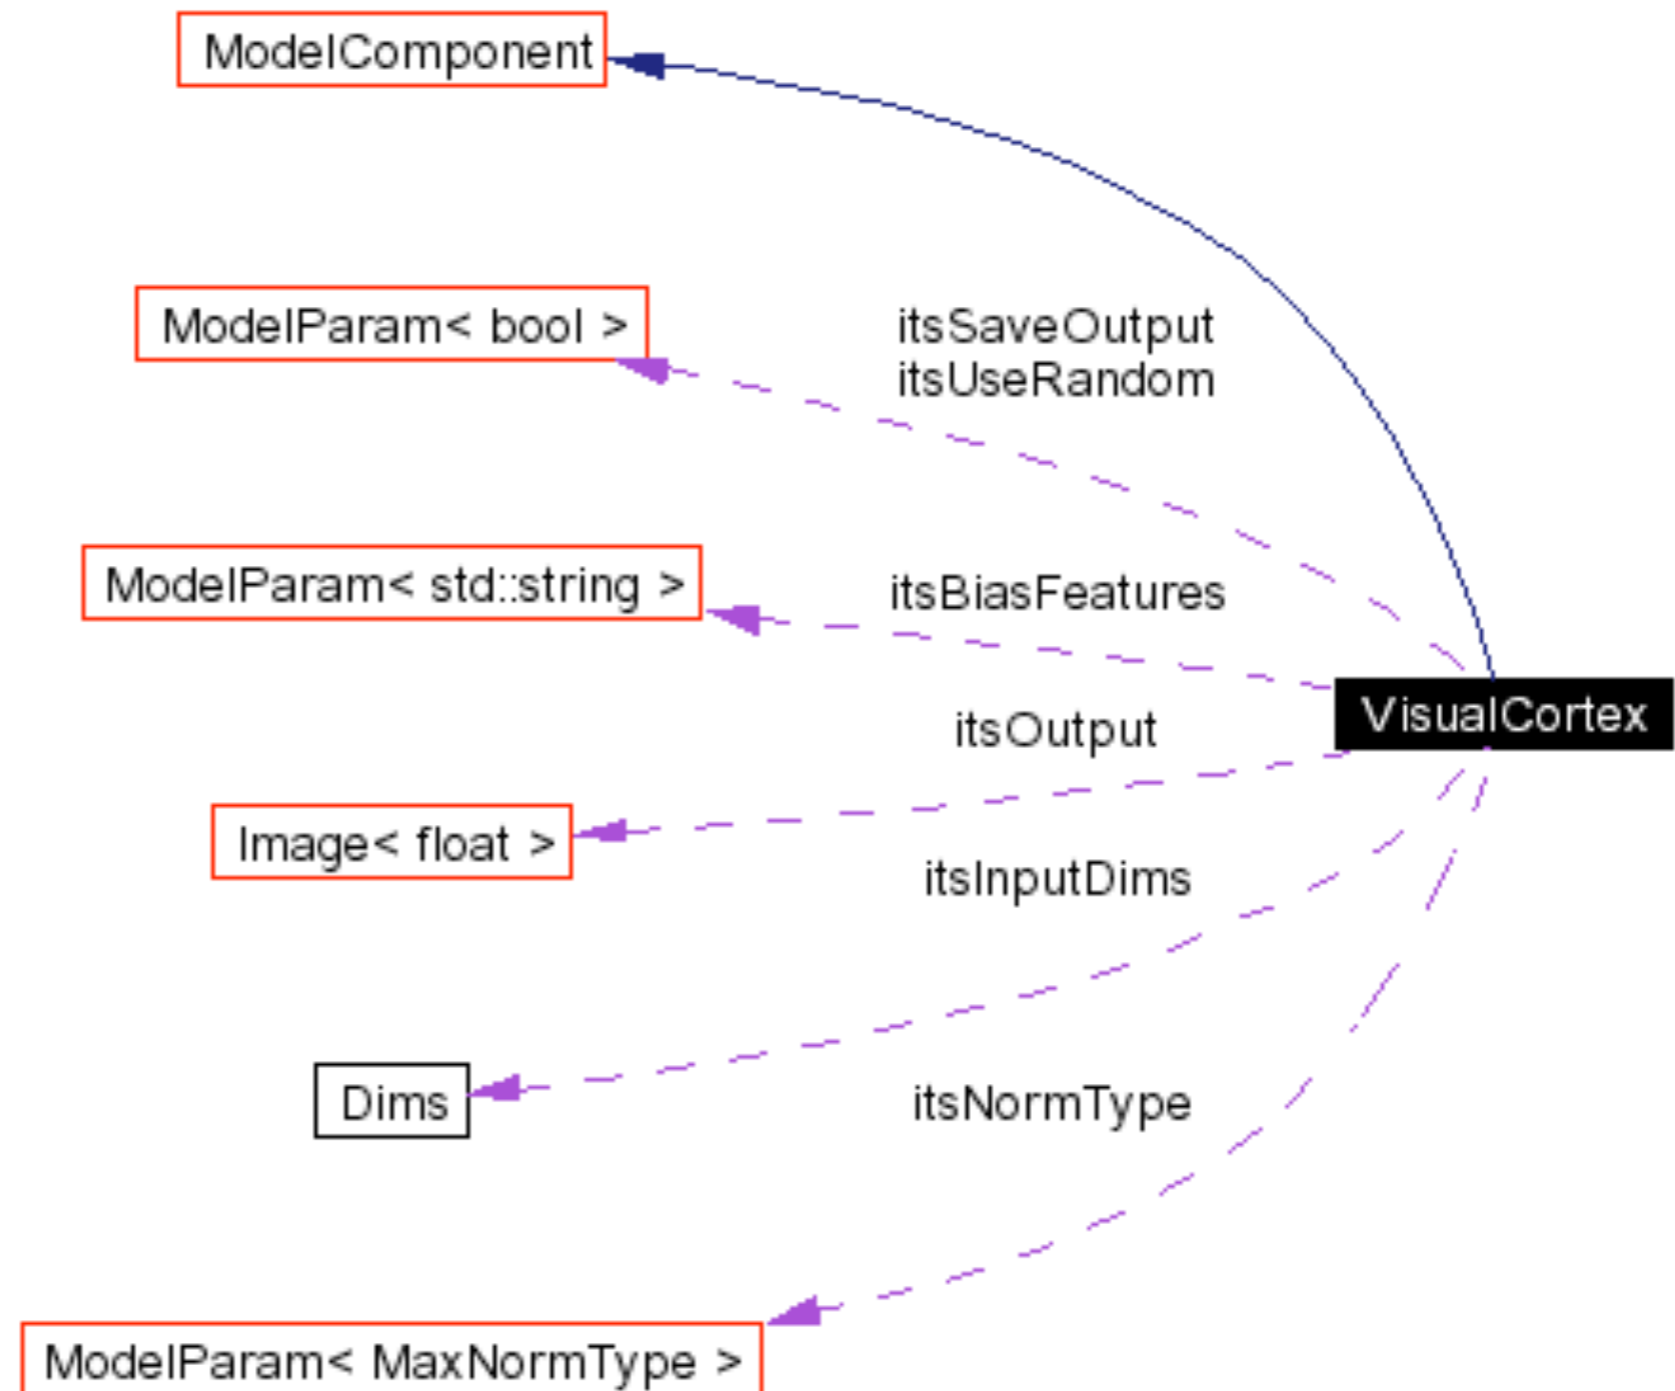 ModelComponent
ModelParam< bool >
itsSaveOutput
itsUseRandom
ModelParam< std::string >
itsBiasFeatures
VisualCortex
itsOutput
Image< float >
itsInputDims
Dims
itsNormType
ModelParam< MaxNormType >